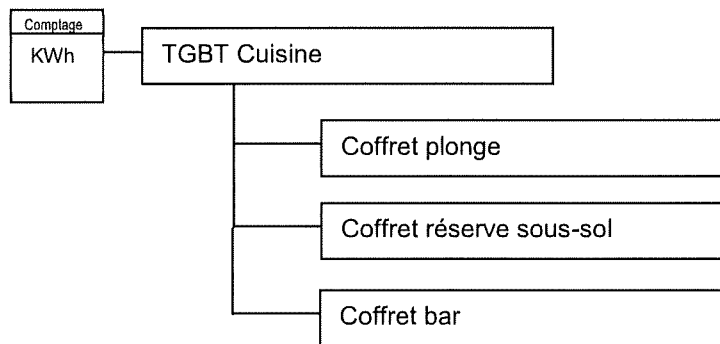 Comptage
KWh
TGBT Cuisine
Coffret plonge
Coffret réserve sous-sol
Coffret bar